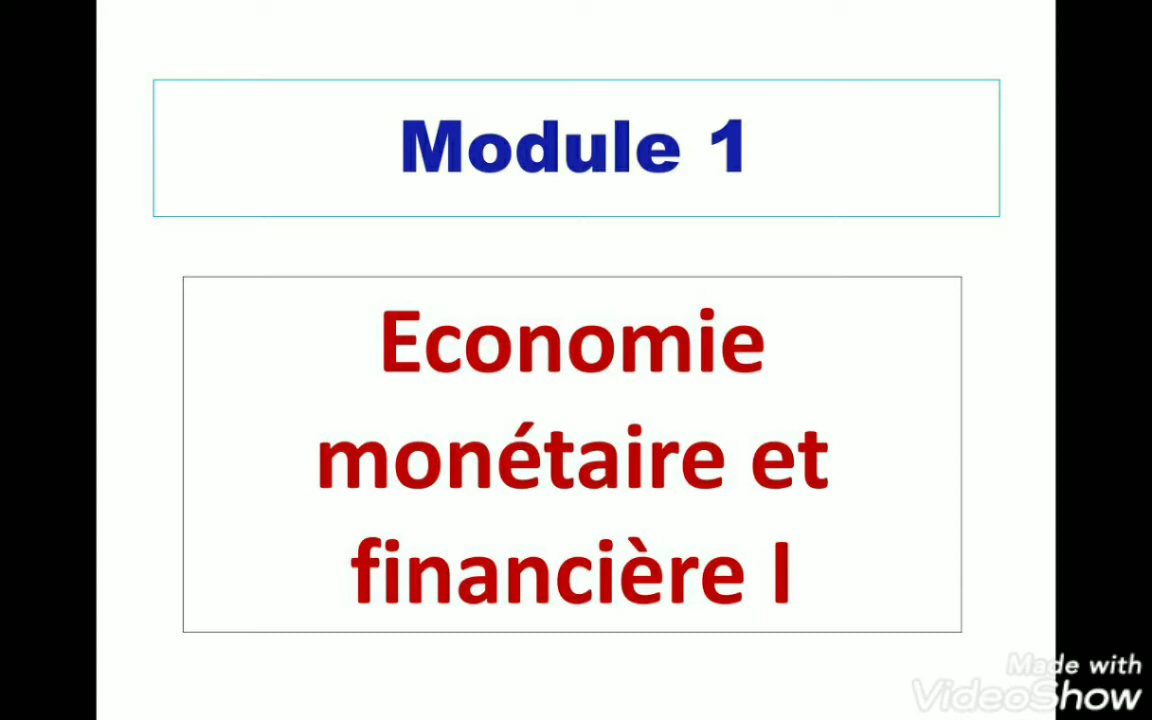 Module 1
Economie
monétaire et
financière I
Made with
VideoShow